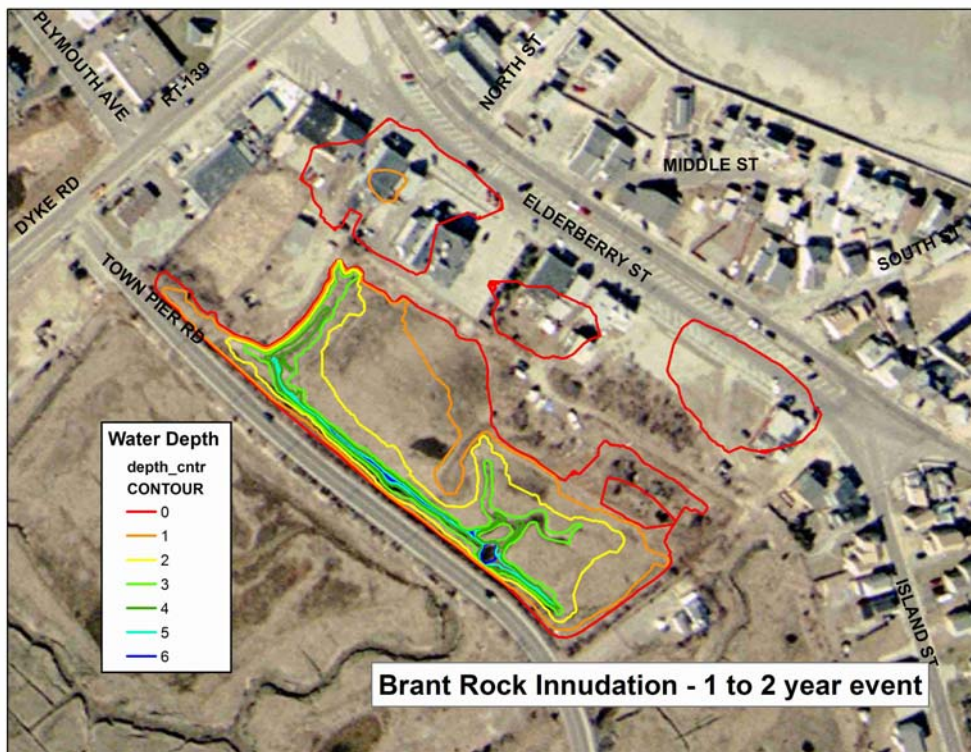 PLYMOUTH AVE
RT-139
NORTH ST
MIDDLE ST
DYKE RD
ELDERBERRY ST
SOUTH ST
TOWN PIER RD
Water Depth
depth_cntr
CONTOUR
0
1
2
3
4
5
6
ISLAND ST
Brant Rock Innudation - 1 to 2 year event